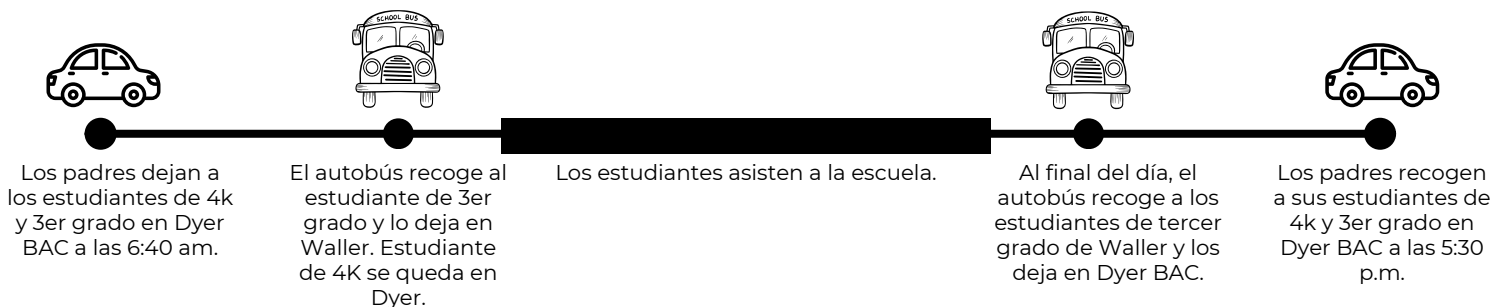 SCHOOL BUS
SCHOOL BUS
Los padres dejan a
los estudiantes de 4k
y 3er grado en Dyer
BAC a las 6:40 am.
El autobús recoge al
estudiante de 3er
grado y lo deja en
Waller. Estudiante
de 4K se queda en
Dyer.
Los estudiantes asisten a la escuela.
Al final del día, el
autobús recoge a los
estudiantes de tercer
grado de Waller y los
deja en Dyer BAC.
Los padres recogen
a sus estudiantes de
4k y 3er grado en
Dyer BAC a las 5:30
p.m.